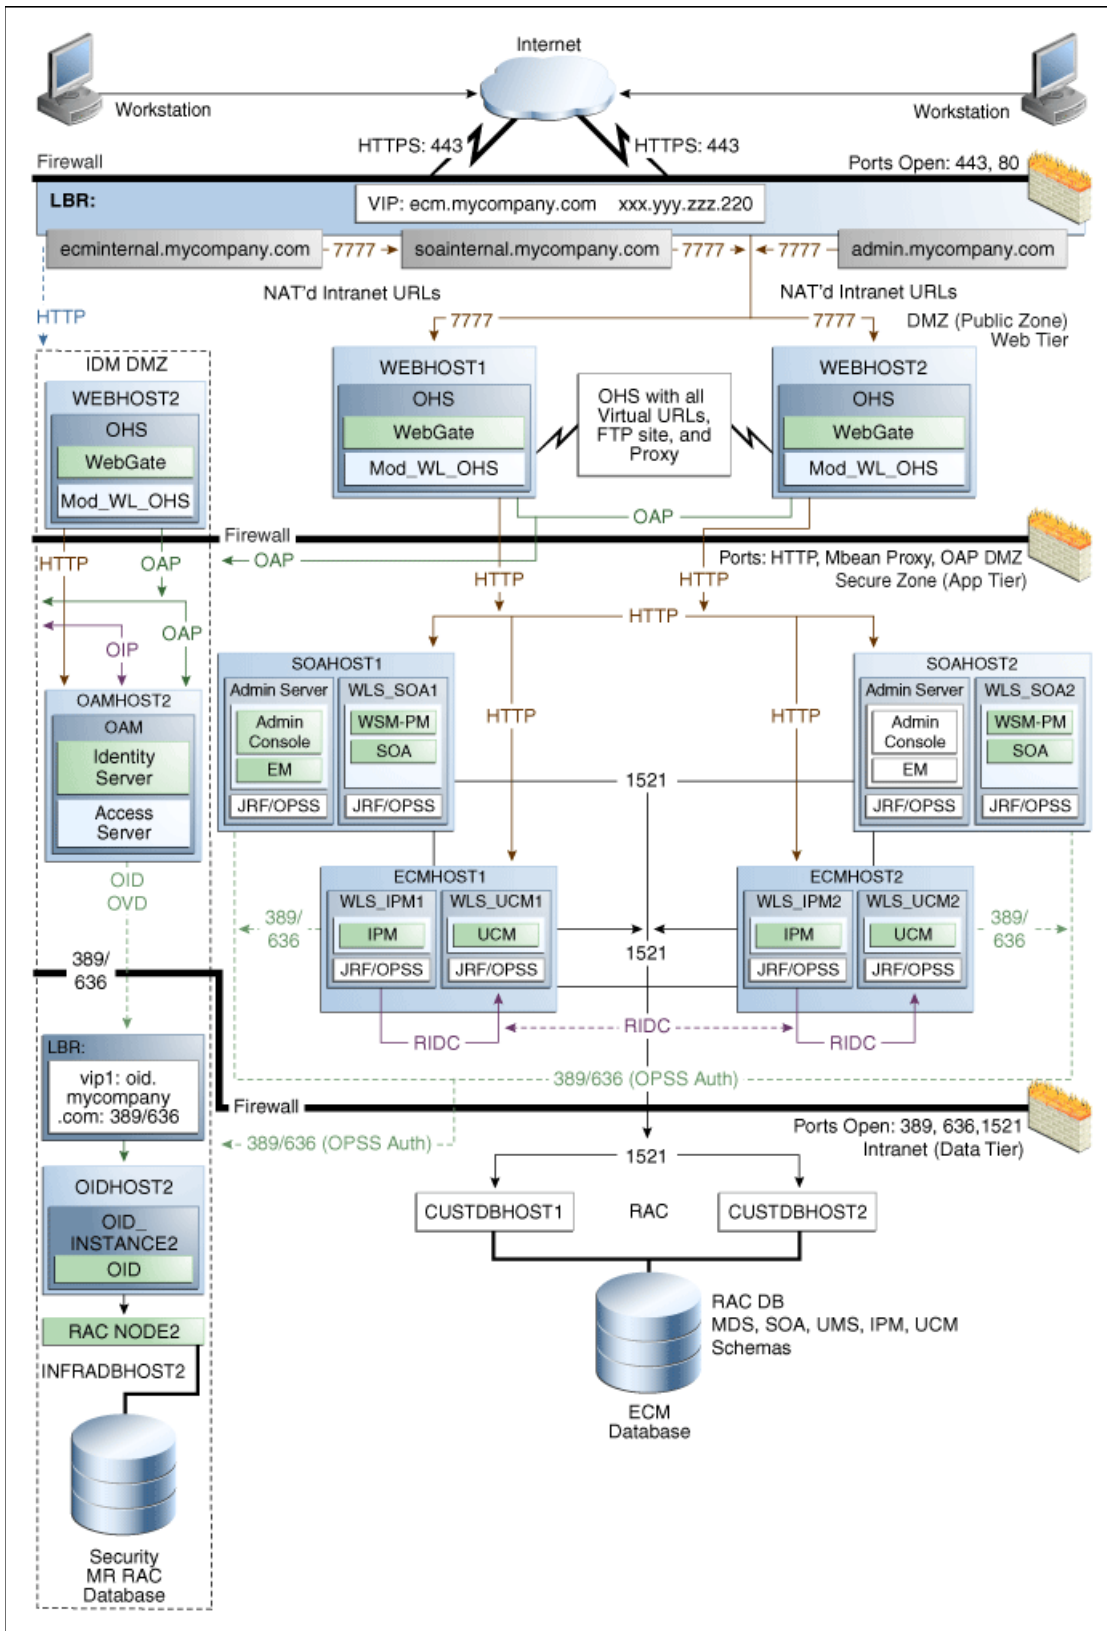 Internet
Workstation
Workstation
HTTPS: 443
HTTPS: 443
Firewall
Ports Open: 443, 80
LBR:
VIP: ecm.mycompany.com xxx.yyy.zzz.220
ecminternal.mycompany.com
7777
soainternal.mycompany.com
7777
7777
admin.mycompany.com
NAT'd Intranet URLs
NAT'd Intranet URLs
HTTP
7777
7777
DMZ (Public Zone)
Web Tier
IDM DMZ
WEBHOST2
OHS
WebGate
Mod_WL_OHS
WEBHOST1
OHS
WebGate
Mod_WL_OHS
OHS with all
Virtual URLs,
FTP site, and
Proxy
WEBHOST2
OHS
WebGate
Mod_WL_OHS
OAP
Firewall
HTTP
OAP
OAP
Ports: HTTP, Mbean Proxy, OAP DMZ
Secure Zone (App Tier)
HTTP
HTTP
HTTP
OAP
OIP
OAMHOST2
OAM
Identity
Server
Access
Server
SOAHOST1
Admin Server
Admin
Console
EM
JRF/OPSS
WLS_SOA1
WSM-PM
SOA
JRF/OPSS
HTTP
HTTP
SOAHOST2
Admin Server
Admin
Console
EM
JRF/OPSS
WLS_SOA2
WSM-PM
SOA
JRF/OPSS
1521
OID
OVD
389/
636
ECMHOST1
WLS_IPM1
IPM
JRF/OPSS
WLS_UCM1
UCM
JRF/OPSS
1521
ECMHOST2
WLS_IPM2
IPM
JRF/OPSS
WLS_UCM2
UCM
JRF/OPSS
389/
636
389/
636
RIDC
RIDC
RIDC
LBR:
vip1: oid.
mycompany
.com: 389/636
389/636 (OPSS Auth)
Firewall
389/636 (OPSS Auth)
Ports Open: 389, 636,1521
Intranet (Data Tier)
1521
OIDHOST2
OID_
INSTANCE2
OID
CUSTDBHOST1
RAC
CUSTDBHOST2
RAC NODE2
INFRADBHOST2
RAC DB
MDS, SOA, UMS, IPM, UCM
Schemas
ECM
Database
Security
MR RAC
Database